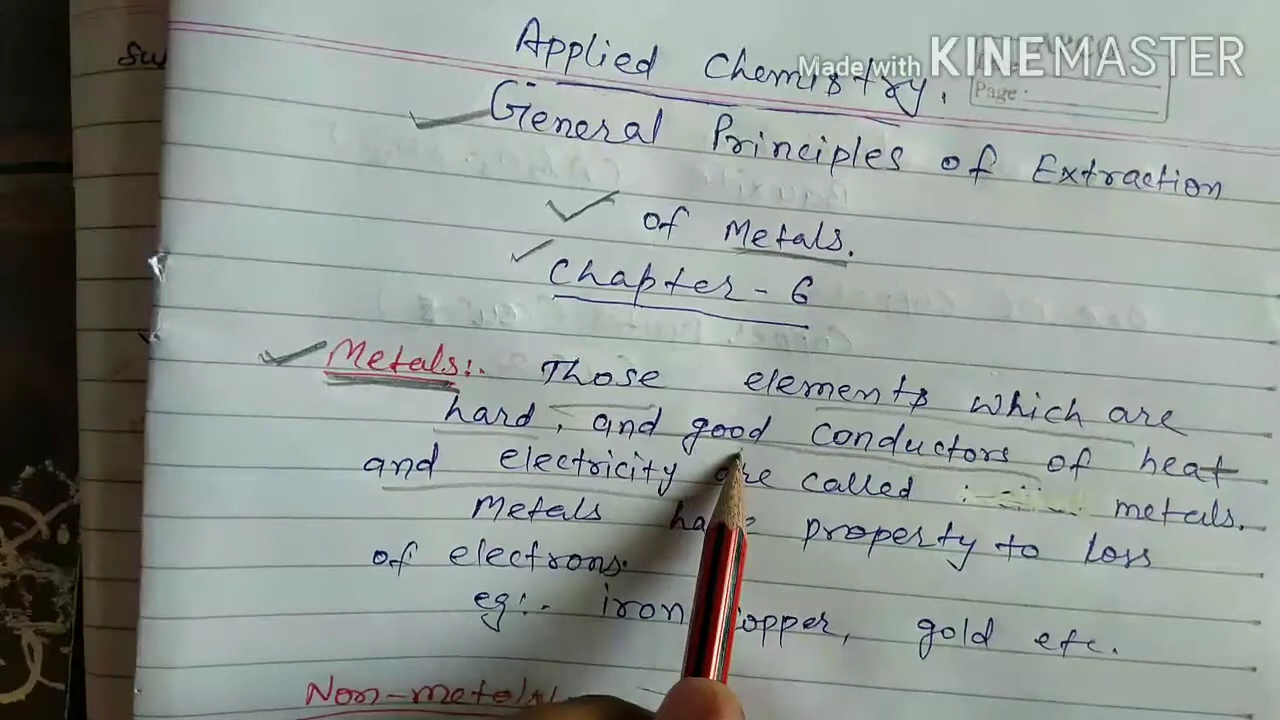 Made with KINEMASTER
Page:
Applied Chemistry.
General Principles of Extraction
of Metals.
Chapter - 6
Metals:. Those elements which are
hard, and good conductors of heat
and electricity are called metals.
Metals have property to loss
of electrons.
eg:- iron copper, gold etc.
Non-metals